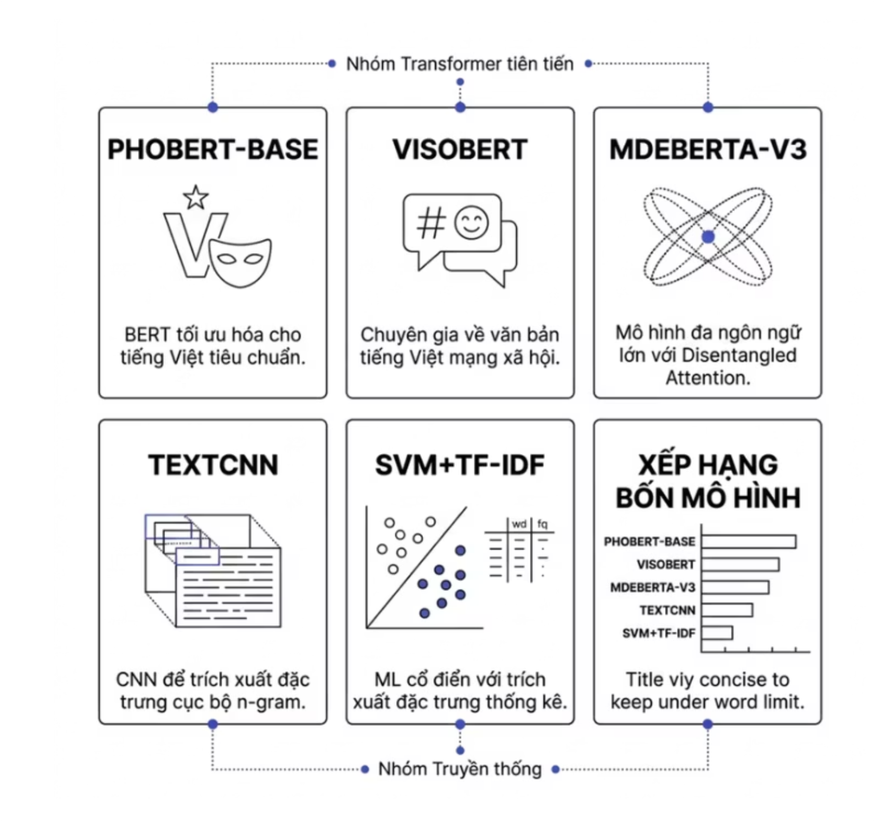 Nhóm Transformer tiên tiến
PHOBERT-BASE
BERT tối ưu hóa cho
tiếng Việt tiêu chuẩn.
VISOBERT
#
Chuyên gia về văn bản
tiếng Việt mạng xã hội.
MDEBERTA-V3
Mô hình đa ngôn ngữ
lớn với Disentangled
Attention.
TEXTCNN
CNN để trích xuất đặc
trưng cục bộ n-gram.
SVM+TF-IDF
wd fq
ML cổ điển với trích
xuất đặc trưng thống kê.
XẾP HẠNG
BỐN MÔ HÌNH
PHOBERT-BASE
VISOBERT
MDEBERTA-V3
TEXTCNN
SVM+TF-IDF
Title viy concise to
keep under word limit.
Nhóm Truyền thống